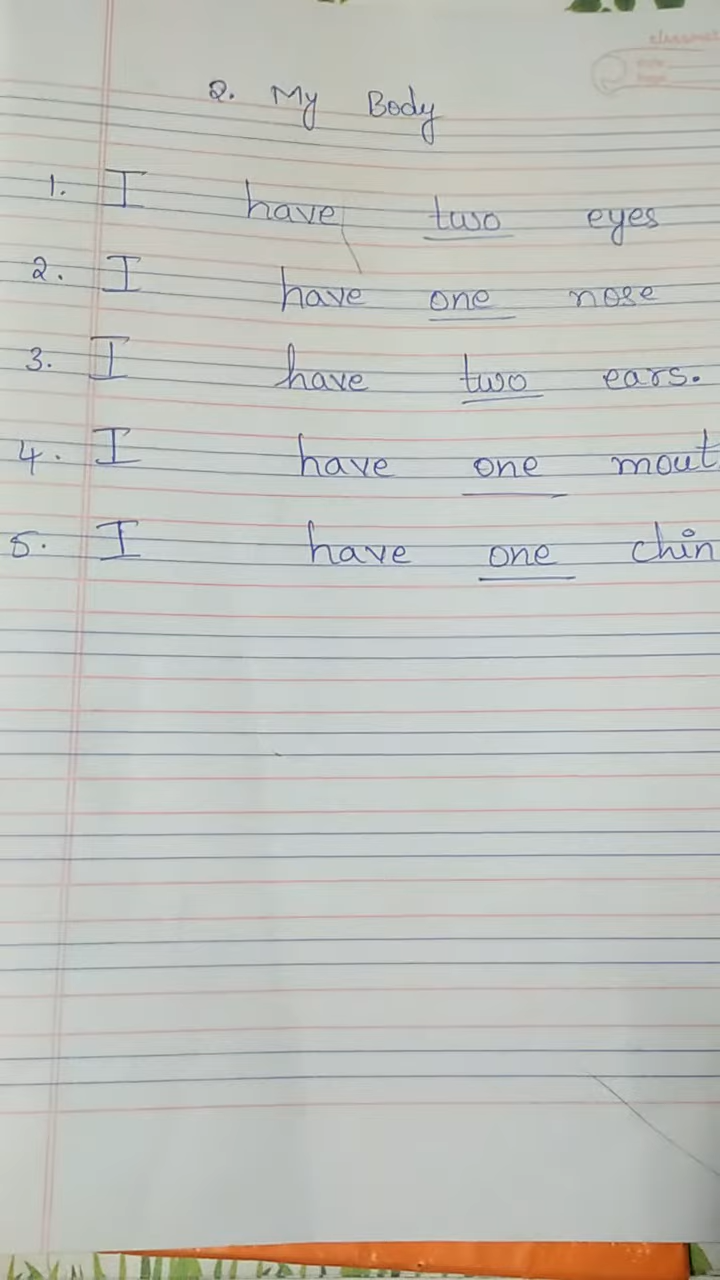 2. My Body
1. I have two eyes
2. I have one nose
3. I have two ears.
4. I have one mout
5. I have one chin